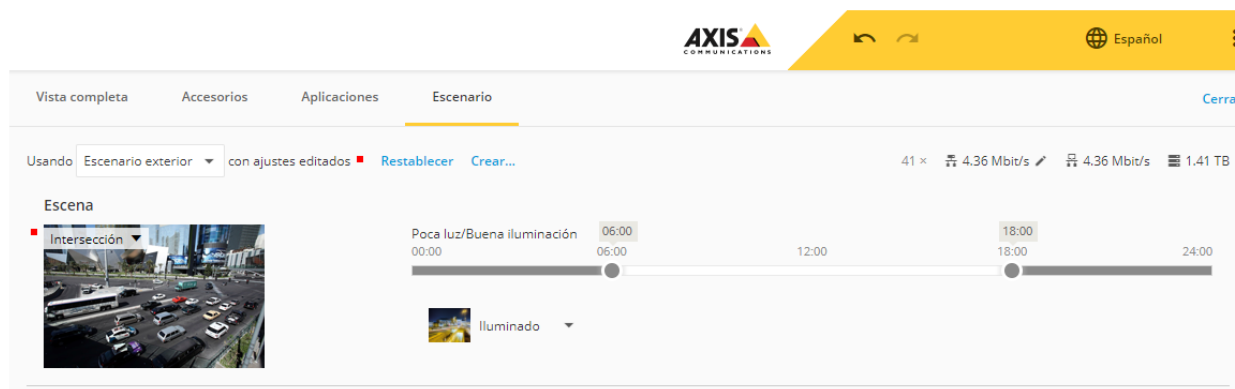 AXIS
COMMUNICATIONS
Español
Vista completa Accesorios Aplicaciones Escenario Cerra
Usando Escenario exterior con ajustes editados Restablecer Crear... 41 × 4.36 Mbit/s 4.36 Mbit/s 1.41 TB
Escena
Intersección
Poca luz/Buena iluminación 06:00 18:00
00:00 06:00 12:00 18:00 24:00
Iluminado